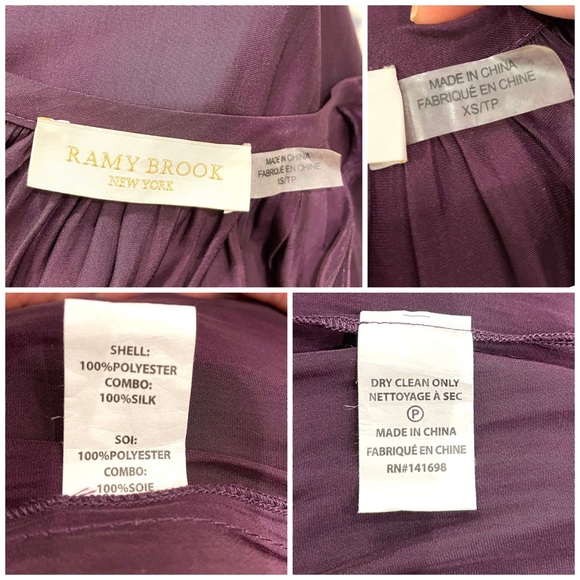 RAMY BROOK
NEW YORK
MADE IN CHINA
FABRIQUÉ EN CHINE
XS/TP
MADE IN CHINA
FABRIQUÉ EN CHINE
XS/TP
SHELL:
100%POLYESTER
COMBO:
100%SILK
SOI:
100%POLYESTER
COMBO:
100%SOIE
DRY CLEAN ONLY
NETTOYAGE À SEC
P
MADE IN CHINA
FABRIQUÉ EN CHINE
RN#141698